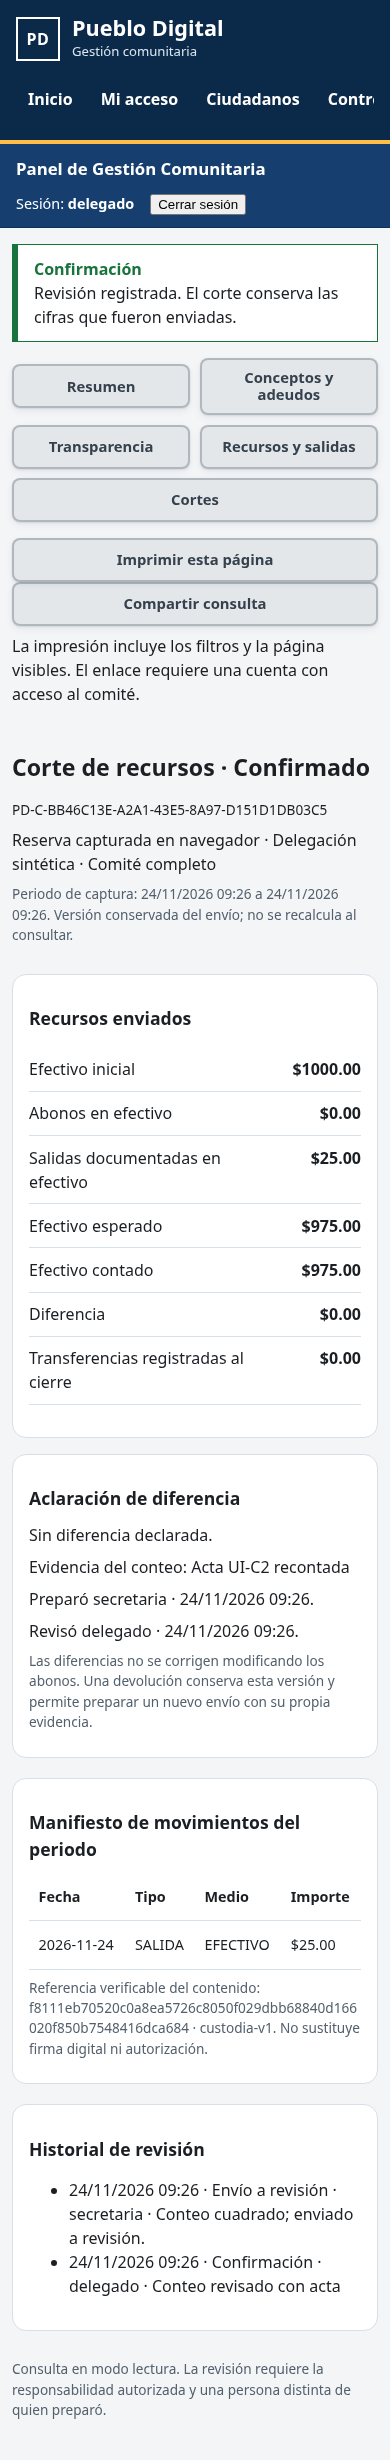 PD
Pueblo Digital
Gestión comunitaria
Inicio Mi acceso Ciudadanos Contro
Panel de Gestión Comunitaria
Sesión: delegado Cerrar sesión
Confirmación
Revisión registrada. El corte conserva las
cifras que fueron enviadas.
Resumen
Conceptos y
adeudos
Transparencia
Recursos y salidas
Cortes
Imprimir esta página
Compartir consulta
La impresión incluye los filtros y la página
visibles. El enlace requiere una cuenta con
acceso al comité.
Corte de recursos · Confirmado
PD-C-BB46C13E-A2A1-43E5-8A97-D151D1DB03C5
Reserva capturada en navegador · Delegación
sintética · Comité completo
Periodo de captura: 24/11/2026 09:26 a 24/11/2026
09:26. Versión conservada del envío; no se recalcula al
consultar.
Recursos enviados
Efectivo inicial $1000.00
Abonos en efectivo $0.00
Salidas documentadas en
efectivo $25.00
Efectivo esperado $975.00
Efectivo contado $975.00
Diferencia $0.00
Transferencias registradas al
cierre $0.00
Aclaración de diferencia
Sin diferencia declarada.
Evidencia del conteo: Acta UI-C2 recontada
Preparó secretaria · 24/11/2026 09:26.
Revisó delegado · 24/11/2026 09:26.
Las diferencias no se corrigen modificando los
abonos. Una devolución conserva esta versión y
permite preparar un nuevo envío con su propia
evidencia.
Manifiesto de movimientos del
periodo
Fecha Tipo Medio Importe
2026-11-24 SALIDA EFECTIVO $25.00
Referencia verificable del contenido:
f8111eb70520c0a8ea5726c8050f029dbb68840d166
020f850b7548416dca684 · custodia-v1. No sustituye
firma digital ni autorización.
Historial de revisión
• 24/11/2026 09:26 · Envío a revisión ·
secretaria · Conteo cuadrado; enviado
a revisión.
• 24/11/2026 09:26 · Confirmación ·
delegado · Conteo revisado con acta
Consulta en modo lectura. La revisión requiere la
responsabilidad autorizada y una persona distinta de
quien preparó.